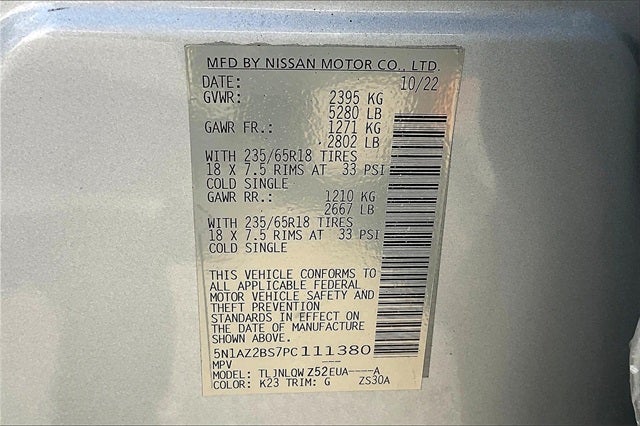 MFD BY NISSAN MOTOR CO., LTD.
DATE: 10/22
GVWR: 2395 KG
5280 LB
GAWR FR.: 1271 KG
2802 LB
WITH 235/65R18 TIRES
18 X 7.5 RIMS AT 33 PSI
COLD SINGLE
GAWR RR.: 1210 KG
2667 LB
WITH 235/65R18 TIRES
18 X 7.5 RIMS AT 33 PSI
COLD SINGLE
THIS VEHICLE CONFORMS TO
ALL APPLICABLE FEDERAL
MOTOR VEHICLE SAFETY AND
THEFT PREVENTION
STANDARDS IN EFFECT ON
THE DATE OF MANUFACTURE
SHOWN ABOVE.
5N1AZ2BS7PC111380
MPV ---
MODEL: TLJNLQW Z52EUA----A
COLOR: K23 TRIM: G ZS30A